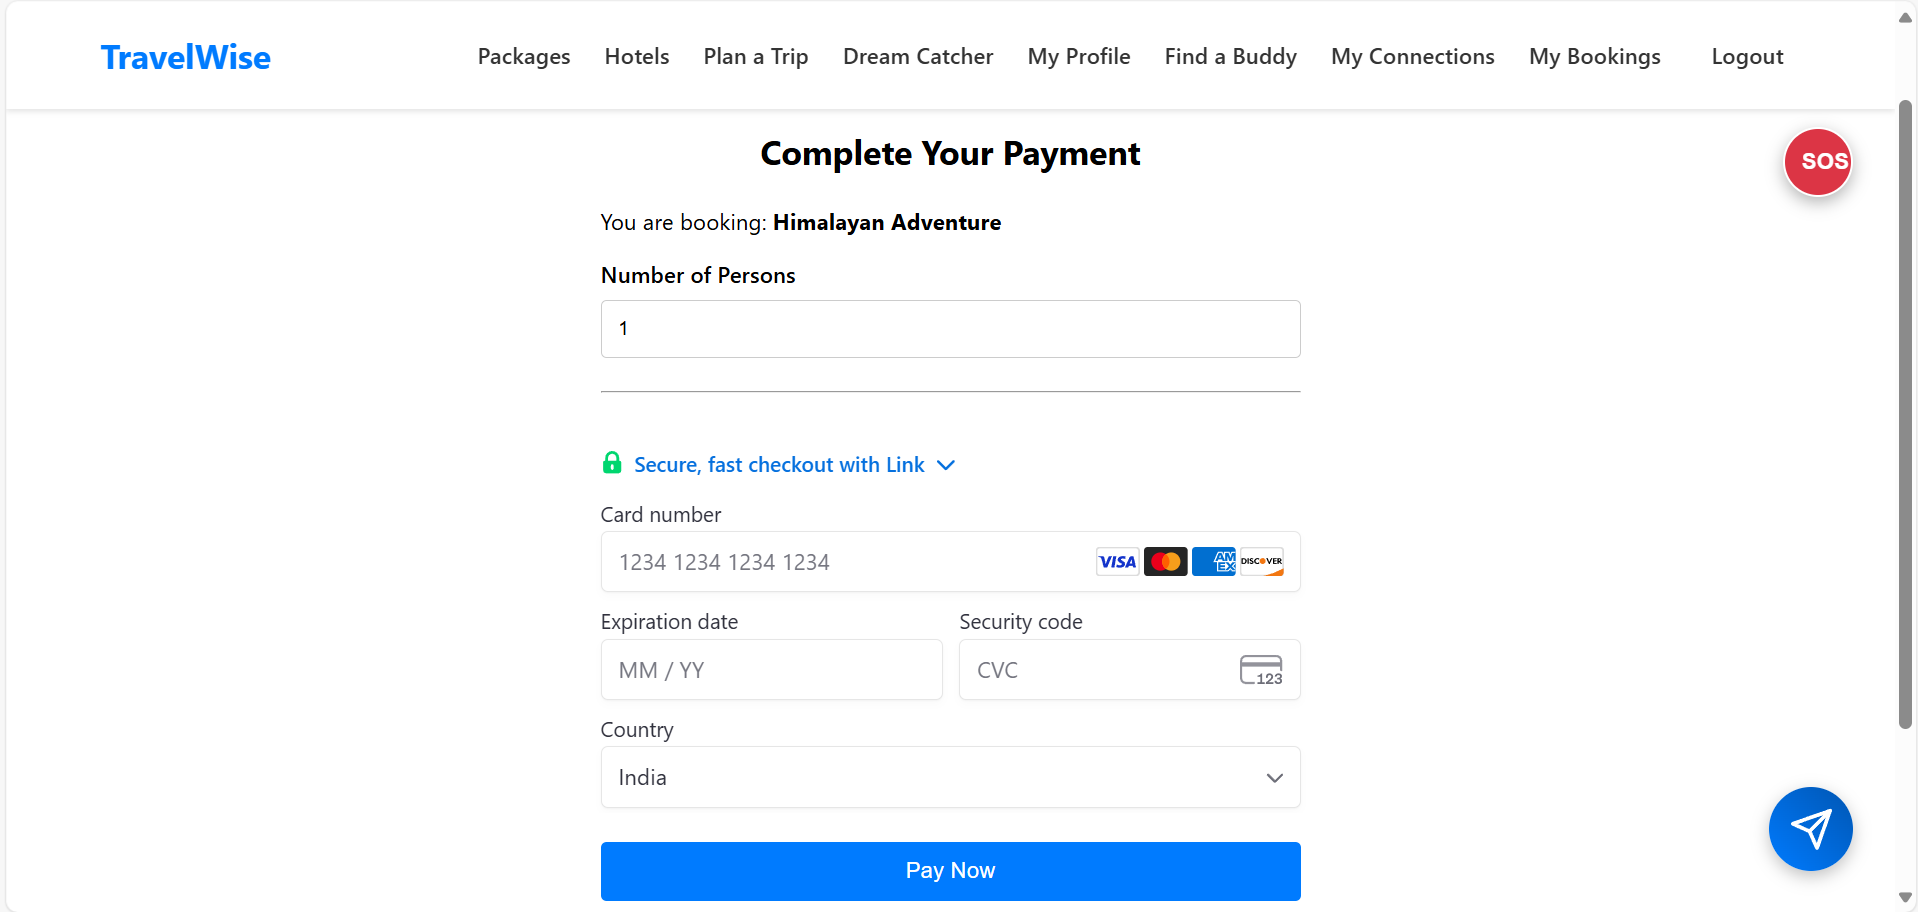 TravelWise
Packages Hotels Plan a Trip Dream Catcher My Profile Find a Buddy My Connections My Bookings Logout
Complete Your Payment
SOS
You are booking: Himalayan Adventure
Number of Persons
1
Secure, fast checkout with Link
Card number
1234 1234 1234 1234 VISA AM EX DISCOVER
Expiration date Security code
MM / YY CVC 123
Country
India
Pay Now